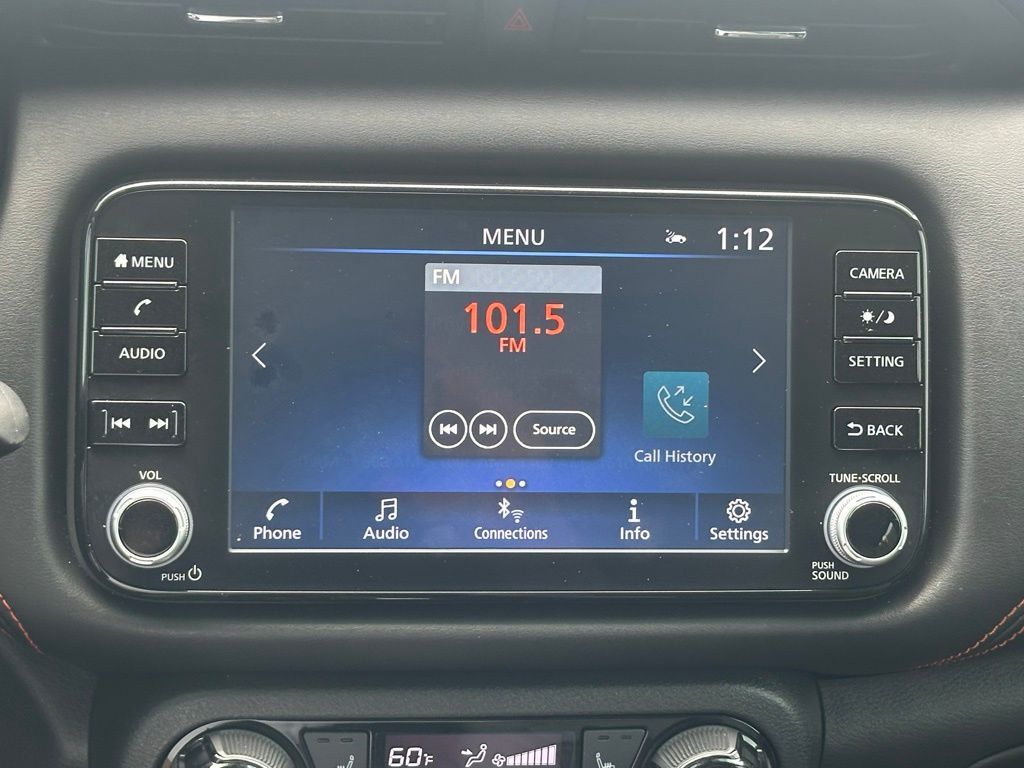 MENU 1:12
MENU
AUDIO
VOL
PUSH
FM
101.5
FM
Source
Call History
Phone Audio Connections Info Settings
CAMERA
SETTING
BACK
TUNE·SCROLL
PUSH
SOUND
60°F